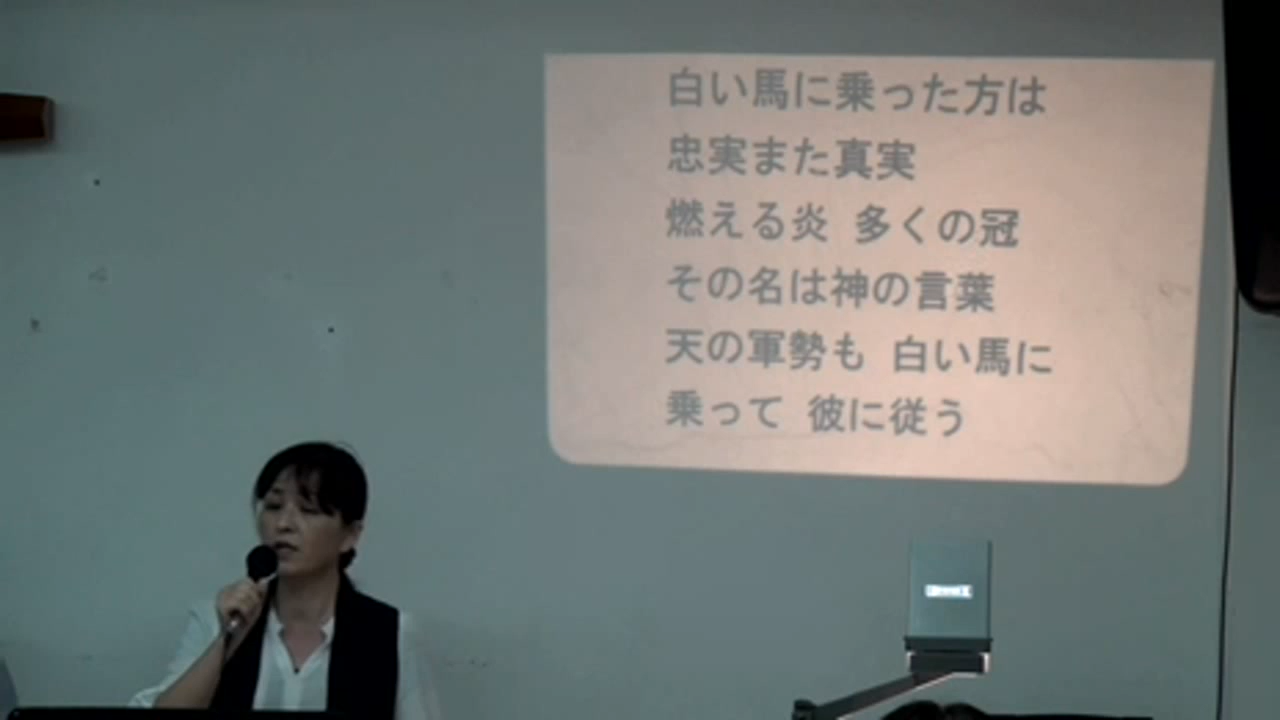 白い馬に乗った方は
忠実また真実
燃える炎 多くの冠
その名は神の言葉
天の軍勢も 白い馬に
乗って 彼に従う